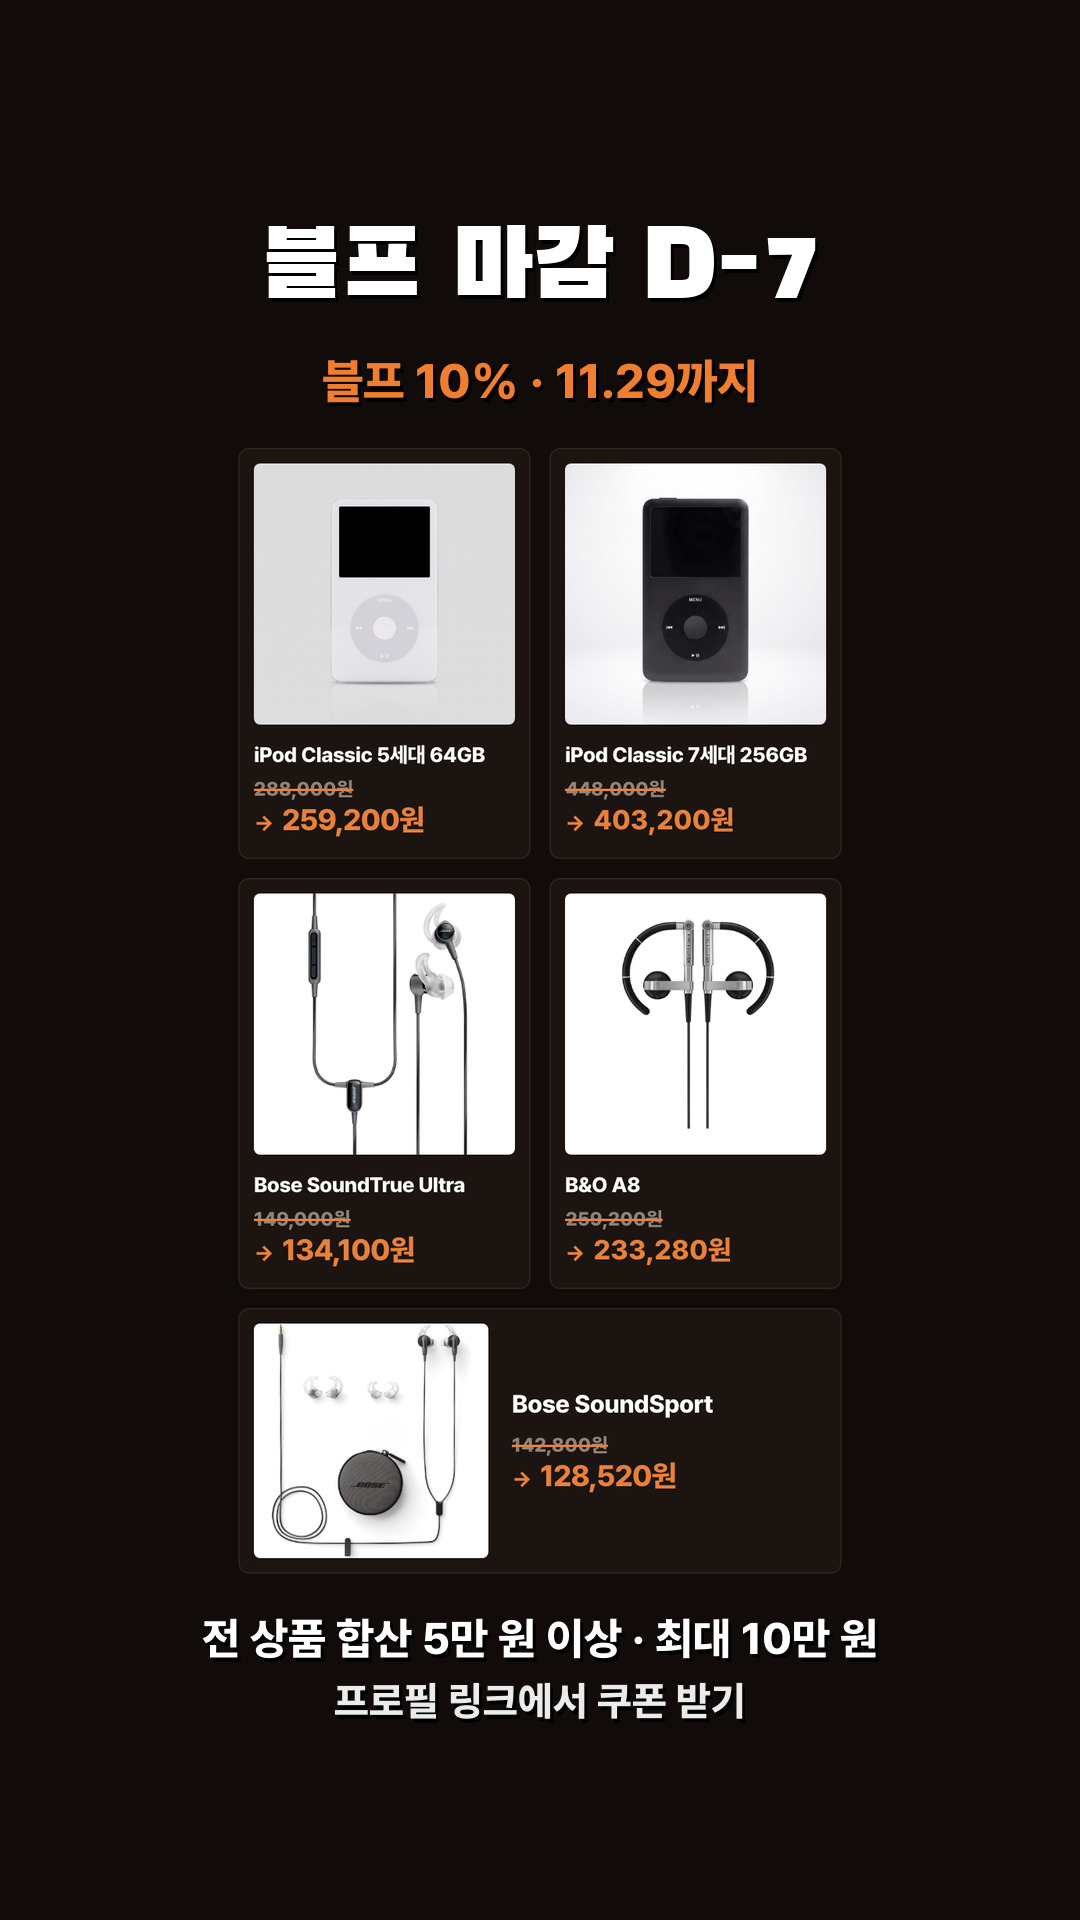 블프 마감 D-7
블프 10% · 11.29까지
MENU
MENU
iPod Classic 5세대 64GB
288,000원
→ 259,200원
iPod Classic 7세대 256GB
448,000원
→ 403,200원
Bose SoundTrue Ultra
149,000원
→ 134,100원
B&O A8
259,200원
→ 233,280원
BOSE
Bose SoundSport
142,800원
→ 128,520원
전 상품 합산 5만 원 이상 · 최대 10만 원
프로필 링크에서 쿠폰 받기